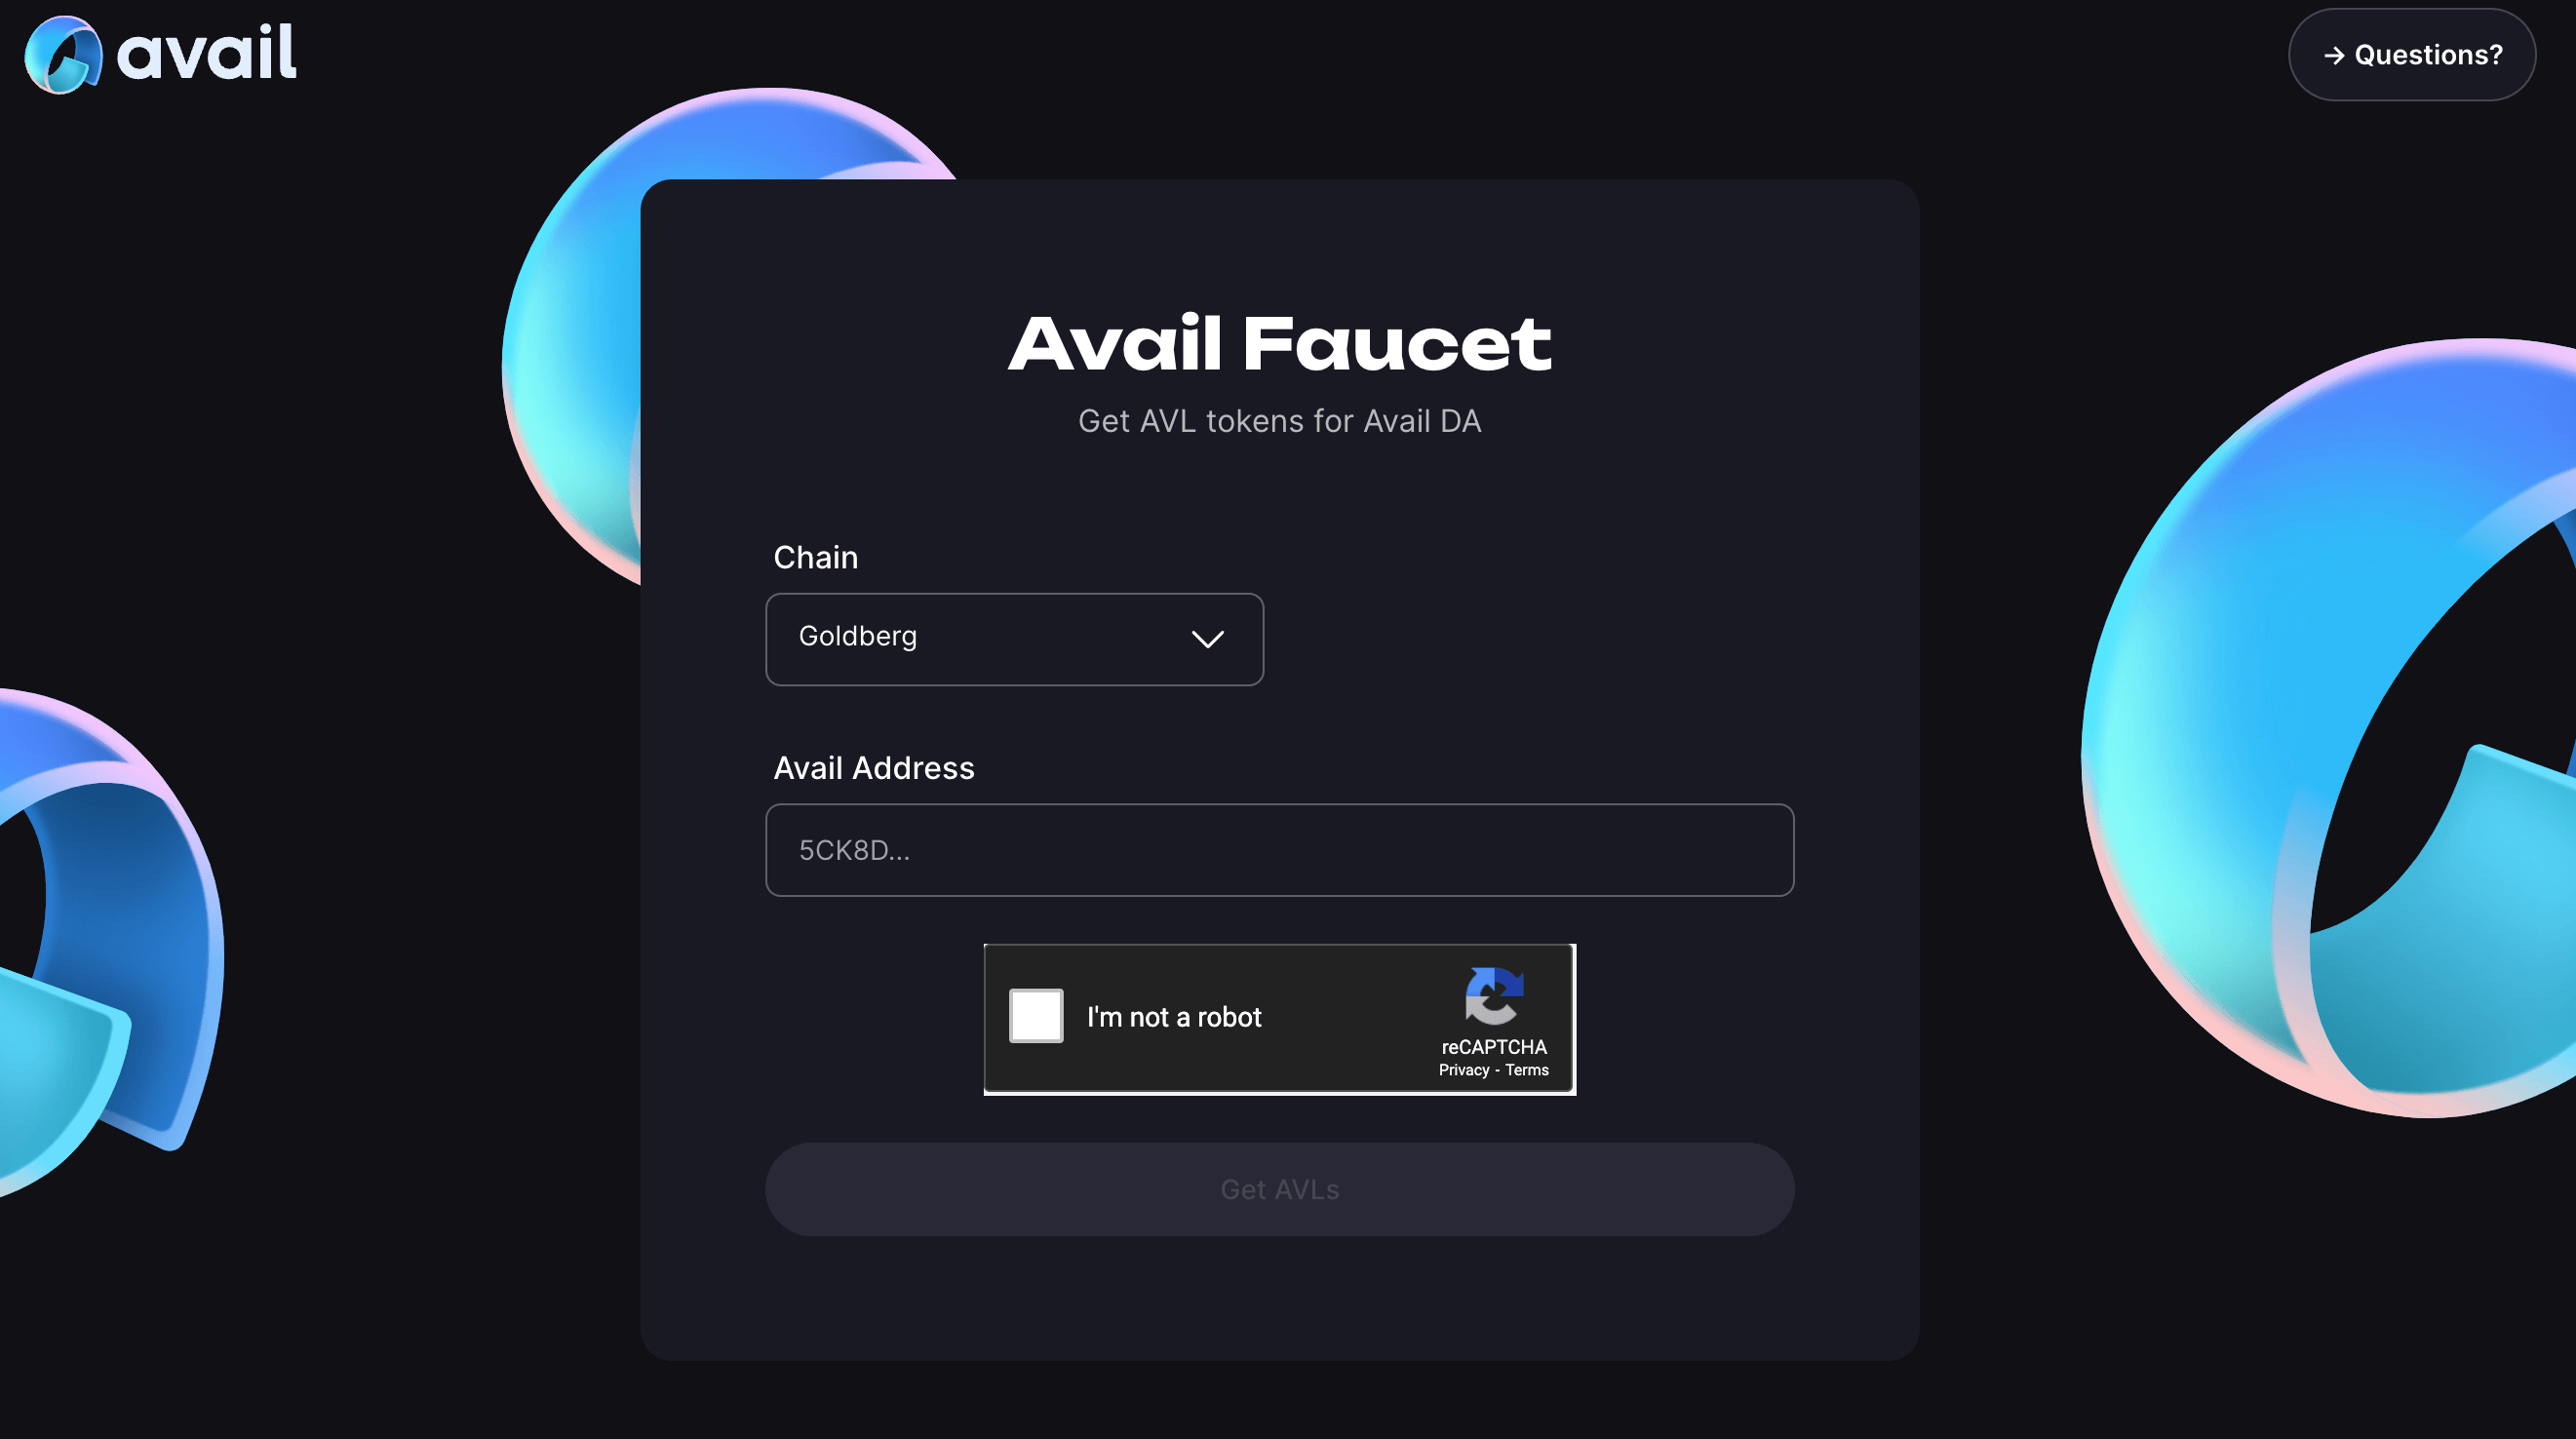 avail
→ Questions?
Avail Faucet
Get AVL tokens for Avail DA
Chain
Goldberg
Avail Address
5CK8D...
I'm not a robot
reCAPTCHA
Privacy - Terms
Get AVLs